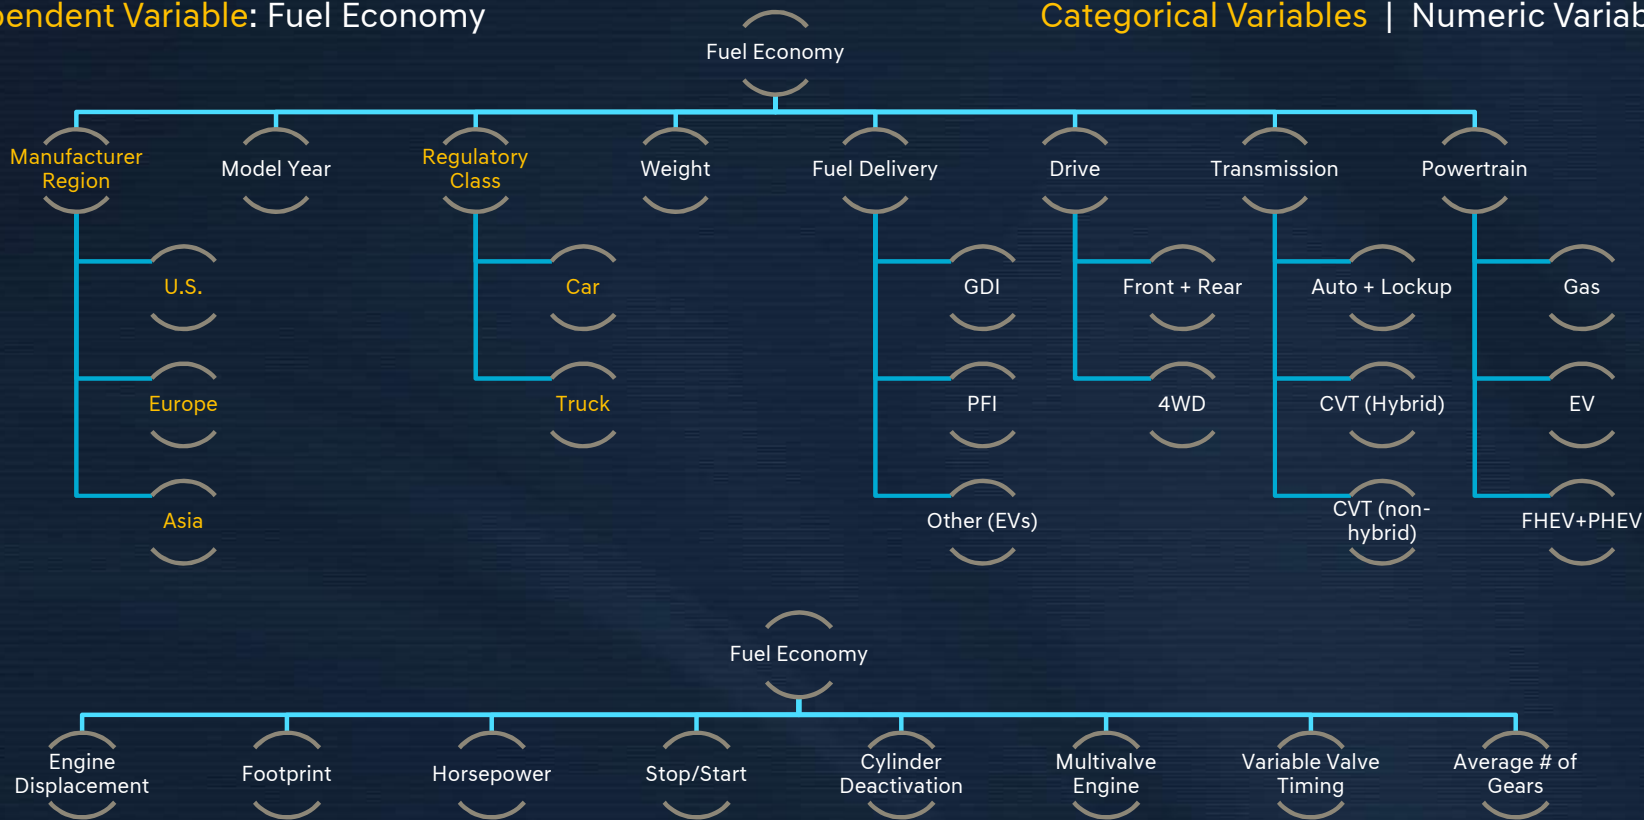 pendent Variable: Fuel Economy
Categorical Variables | Numeric Variab
Fuel Economy
Manufacturer
Region
Model Year
Regulatory
Class
Weight
Fuel Delivery
Drive
Transmission
Powertrain
U.S.
Car
GDI
Front + Rear
Auto + Lockup
Gas
Europe
Truck
PFI
4WD
CVT (Hybrid)
EV
Asia
Other (EVs)
CVT (non-
hybrid)
FHEV+PHEV
Fuel Economy
Engine
Displacement
Footprint
Horsepower
Stop/Start
Cylinder
Deactivation
Multivalve
Engine
Variable Valve
Timing
Average # of
Gears